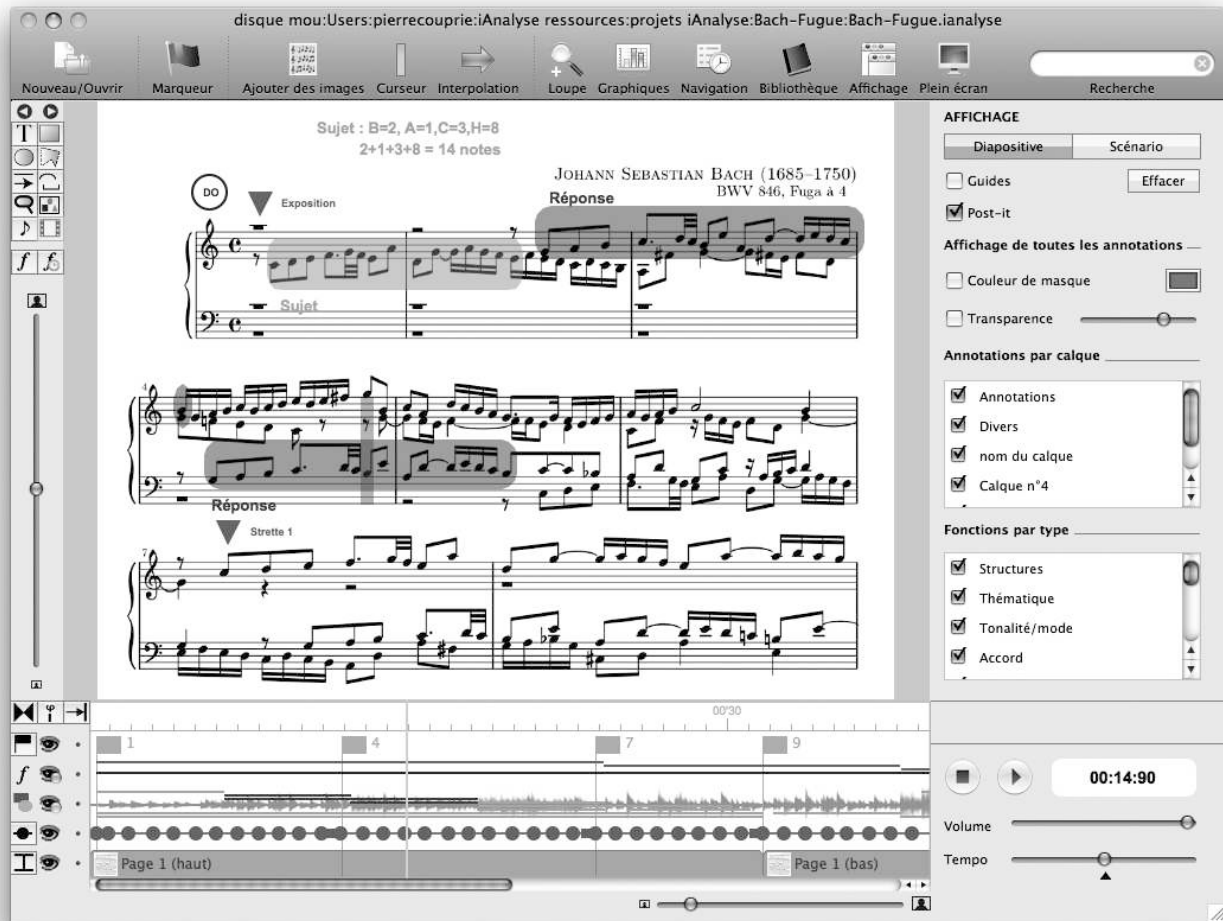 disque mou:Users:pierrecouprie:iAnalyse ressources:projets iAnalyse:Bach-Fugue:Bach-Fugue.ianalyse
Nouveau/Ouvrir Marqueur Ajouter des images Curseur Interpolation Loupe Graphiques Navigation Bibliothèque Affichage Plein écran Recherche
Sujet : B=2, A=1,C=3,H=8
2+1+3+8 = 14 notes
JOHANN SEBASTIAN BACH (1685–1750)
BWV 846, Fuga à 4
DO
Exposition
Réponse
Sujet
4
Réponse
Strette 1
7
AFFICHAGE
Diapositive Scénario
Guides Effacer
Post-it
Affichage de toutes les annotations
Couleur de masque
Transparence
Annotations par calque
Annotations
Divers
nom du calque
Calque n°4
Fonctions par type
Structures
Thématique
Tonalité/mode
Accord
00'30
1 4 7 9
Page 1 (haut) Page 1 (bas)
00:14:90
Volume
Tempo